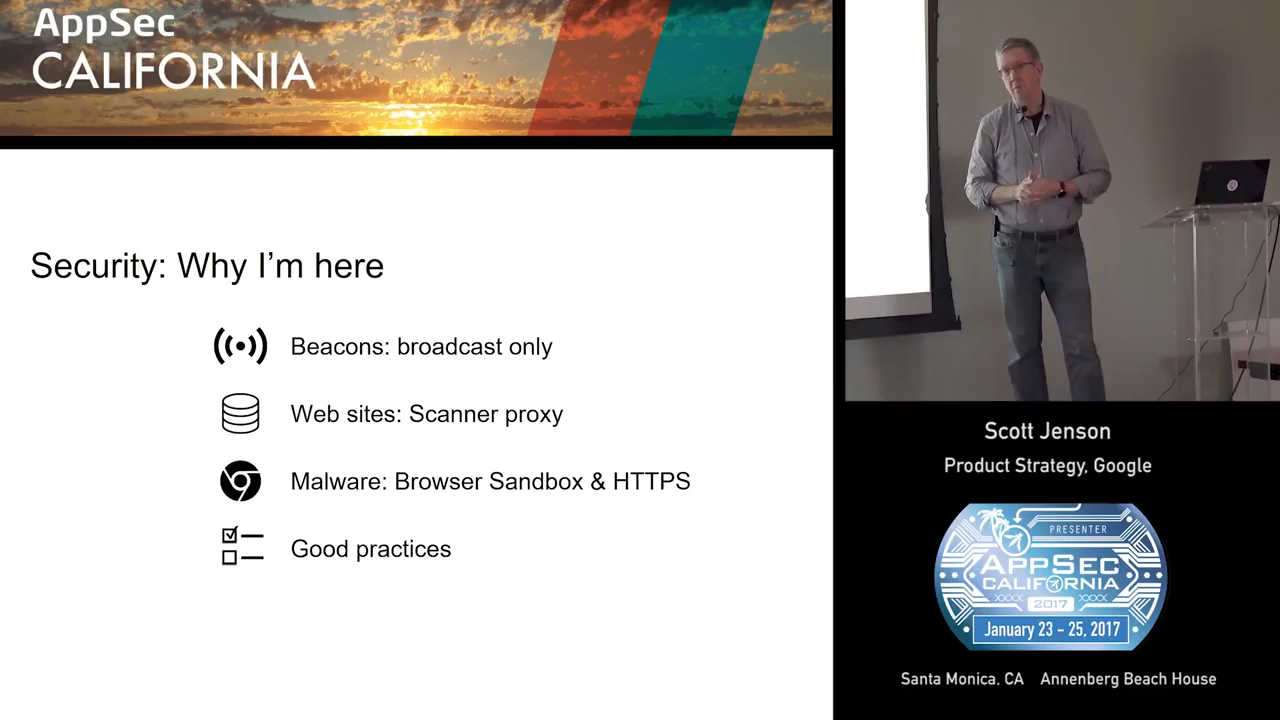 AppSec
CALIFORNIA
Security: Why I'm here
Beacons: broadcast only
Web sites: Scanner proxy
Malware: Browser Sandbox & HTTPS
Good practices
Scott Jenson
Product Strategy, Google
PRESENTER
APPSEC
CALIFORNIA
2017
January 23 - 25, 2017
Santa Monica, CA Annenberg Beach House